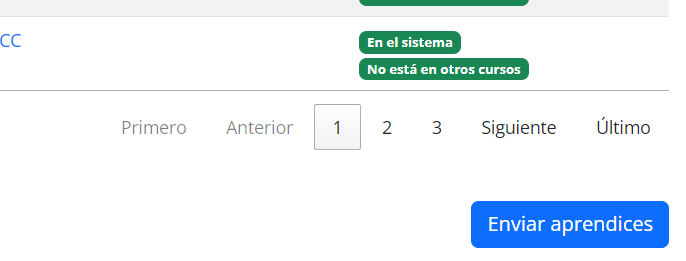 CC
En el sistema
No está en otros cursos
Primero Anterior 1 2 3 Siguiente Último
Enviar aprendices